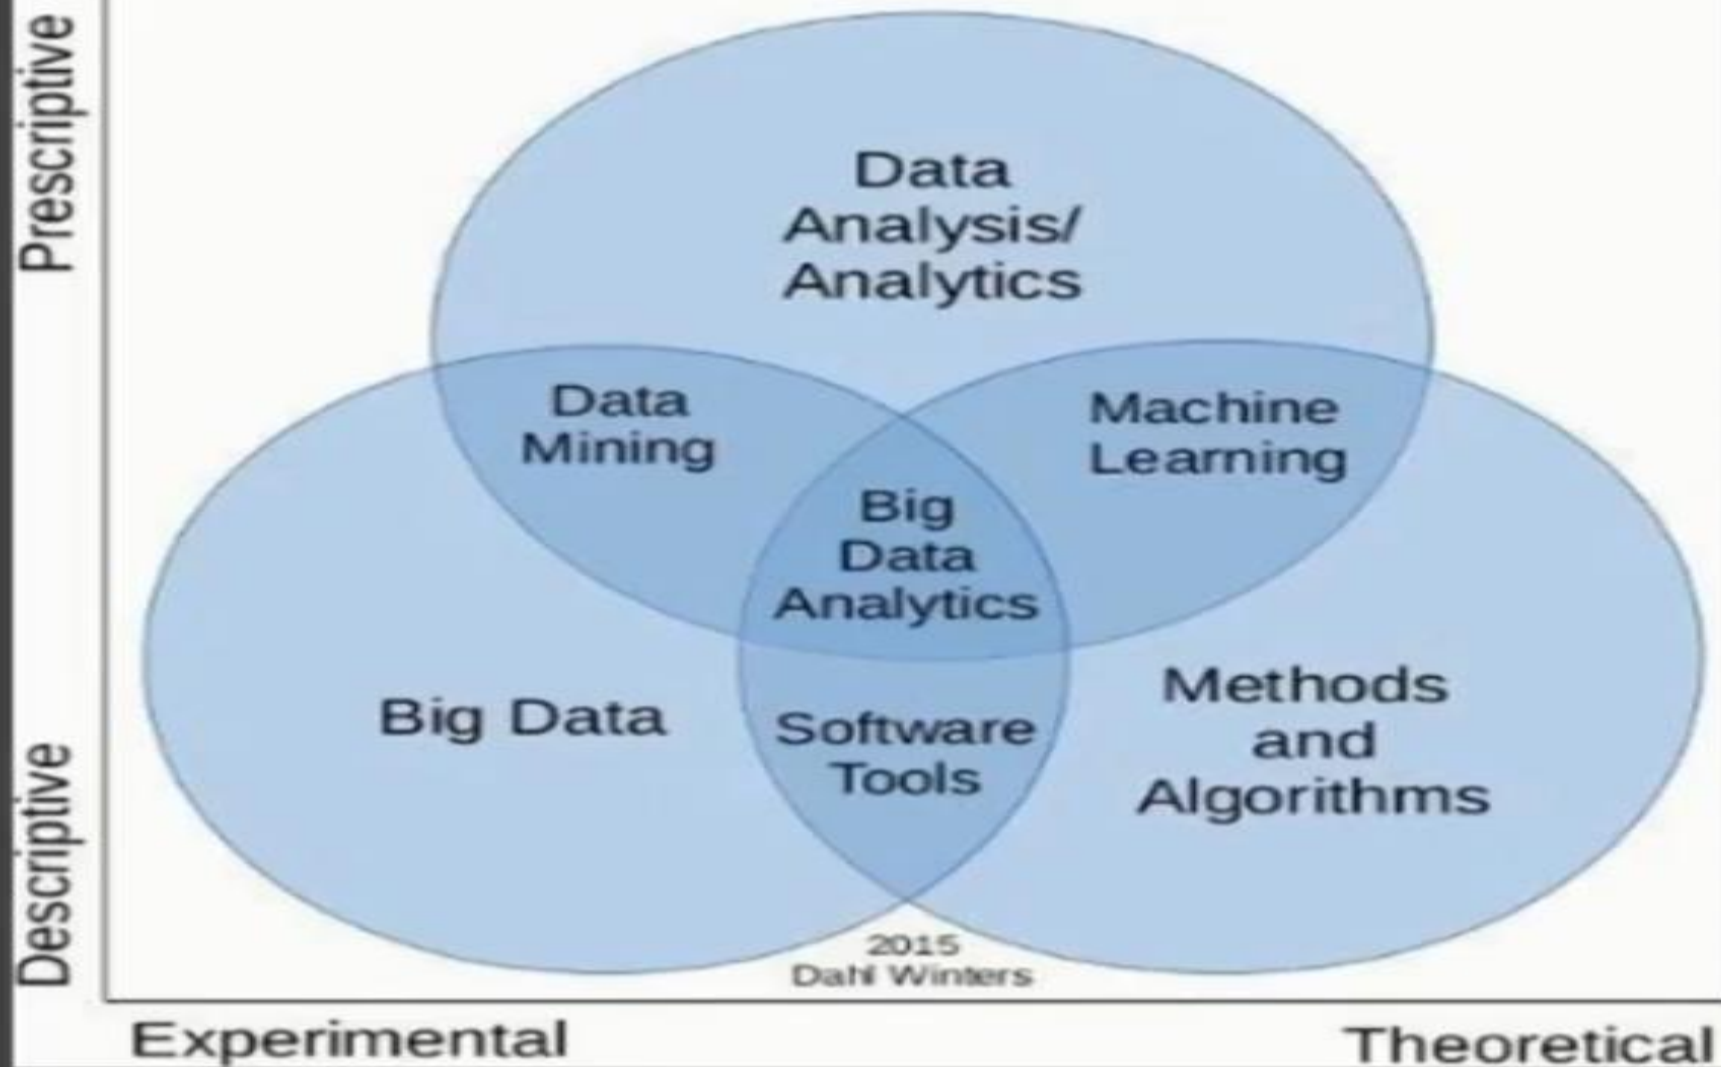 Prescriptive
Data
Analysis/
Analytics
Data
Mining
Machine
Learning
Big
Data
Analytics
Big Data
Software
Tools
Methods
and
Algorithms
Descriptive
2015
Dahl Winters
Experimental
Theoretical